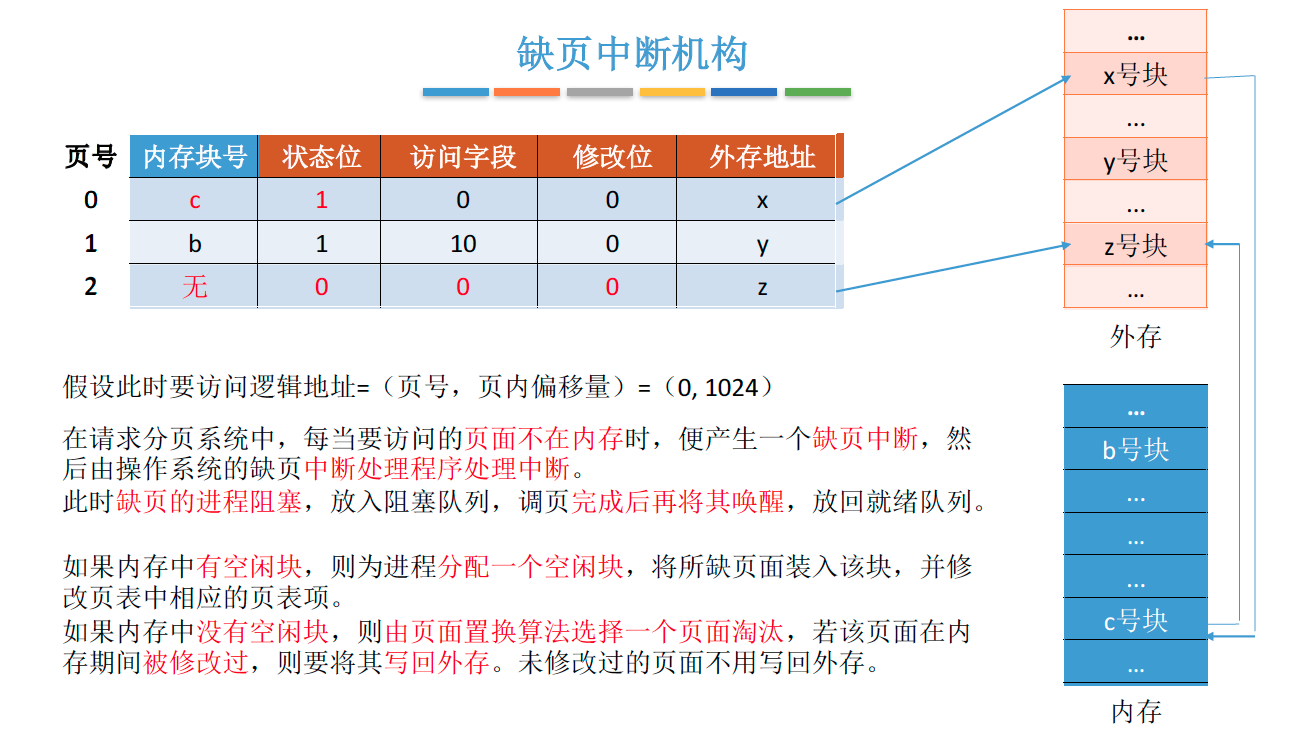 缺页中断机构
页号 内存块号 状态位 访问字段 修改位 外存地址
0 c 1 0 0 x
1 b 1 10 0 y
2 无 0 0 0 z
假设此时要访问逻辑地址=（页号，页内偏移量）=（0, 1024）
在请求分页系统中，每当要访问的页面不在内存时，便产生一个缺页中断，然
后由操作系统的缺页中断处理程序处理中断。
此时缺页的进程阻塞，放入阻塞队列，调页完成后再将其唤醒，放回就绪队列。
如果内存中有空闲块，则为进程分配一个空闲块，将所缺页面装入该块，并修
改页表中相应的页表项。
如果内存中没有空闲块，则由页面置换算法选择一个页面淘汰，若该页面在内
存期间被修改过，则要将其写回外存。未修改过的页面不用写回外存。
...
x号块
...
y号块
...
z号块
...
外存
...
b号块
...
...
...
c号块
...
内存